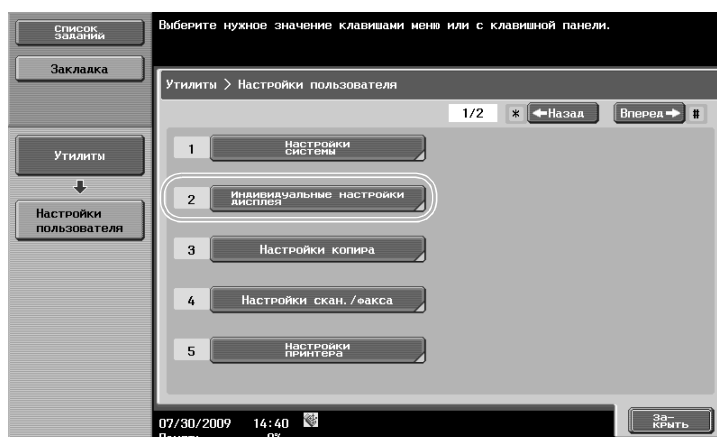 Список
заданий
Выберите нужное значение клавишами меню или с клавишной панели.
Закладка
Утилиты > Настройки пользователя
1/2 * ←Назад Вперед→ #
1 Настройки
системы
Утилиты
2 Индивидуальные настройки
дисплея
Настройки
пользователя
3 Настройки копира
4 Настройки скан./факса
5 Настройки
принтера
07/30/2009 14:40
За-
крыть
Память 0%